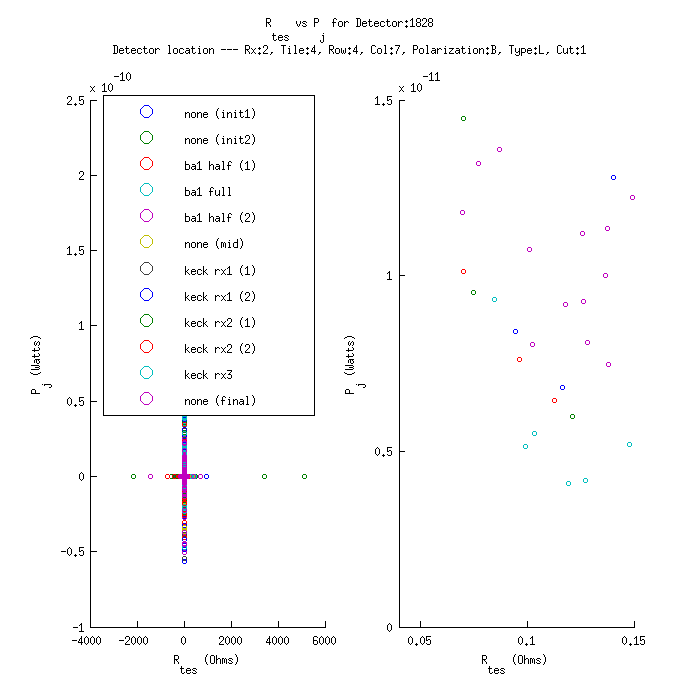 R    vs P  for Detector:1828
tes     j
Detector location --- Rx:2, Tile:4, Row:4, Col:7, Polarization:B, Type:L, Cut:1
x 10^-10
2.5
2
1.5
1
0.5
0
-0.5
-1
-4000 -2000 0 2000 4000 6000
P_j (Watts)
R_tes (Ohms)
none (init1)
none (init2)
ba1 half (1)
ba1 full
ba1 half (2)
none (mid)
keck rx1 (1)
keck rx1 (2)
keck rx2 (1)
keck rx2 (2)
keck rx3
none (final)
x 10^-11
1.5
1
0.5
0
0.05 0.1 0.15
P_j (Watts)
R_tes (Ohms)